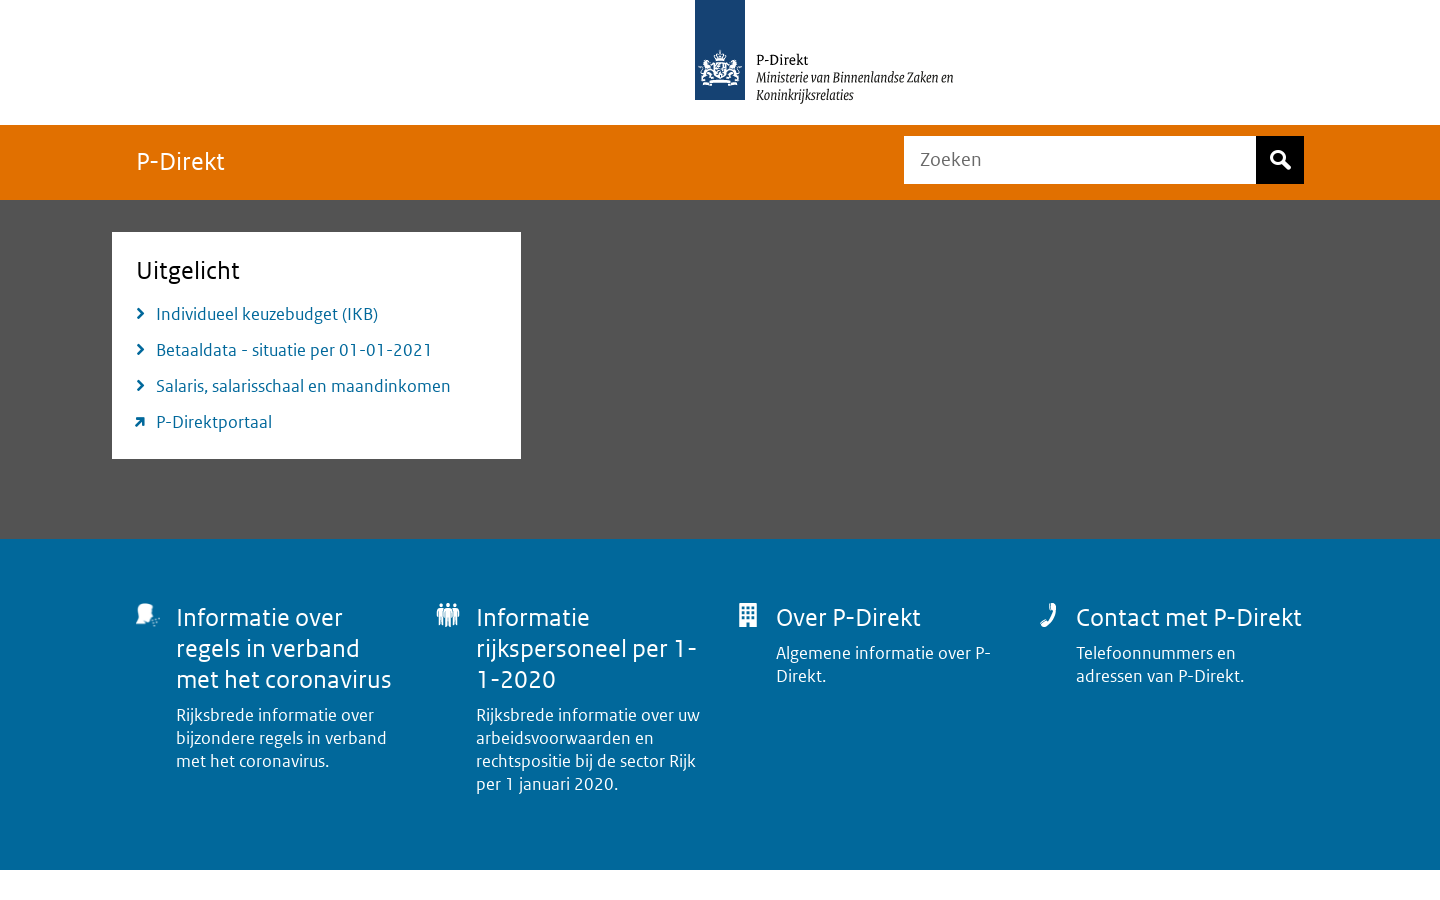 P-Direkt
Ministerie van Binnenlandse Zaken en
Koninkrijksrelaties
P-Direkt
Zoeken
Uitgelicht
Individueel keuzebudget (IKB)
Betaaldata - situatie per 01-01-2021
Salaris, salarisschaal en maandinkomen
P-Direktportaal
Informatie over
regels in verband
met het coronavirus
Rijksbrede informatie over
bijzondere regels in verband
met het coronavirus.
Informatie
rijkspersoneel per 1-
1-2020
Rijksbrede informatie over uw
arbeidsvoorwaarden en
rechtspositie bij de sector Rijk
per 1 januari 2020.
Over P-Direkt
Algemene informatie over P-
Direkt.
Contact met P-Direkt
Telefoonnummers en
adressen van P-Direkt.